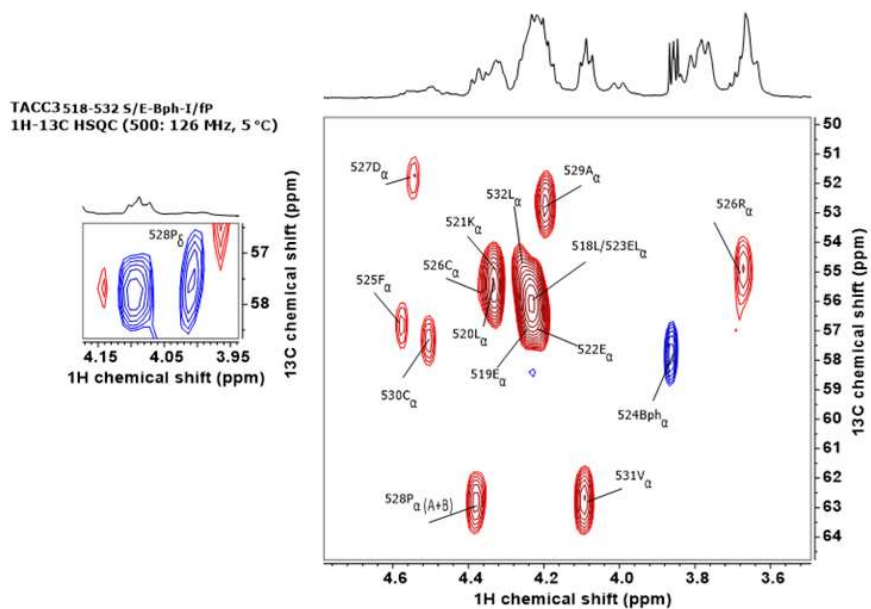 TACC3 518-532 S/E-Bph-I/fP
1H-13C HSQC (500: 126 MHz, 5 °C)
528Pδ
57
58
4.15 4.05 3.95
1H chemical shift (ppm)
13C chemical shift (ppm)
527Dα
529Aα
532Lα
526Rα
521Kα
518L/523ELα
526Cα
525Fα
520Lα
522Eα
519Eα
530Cα
524Bphα
531Vα
528Pα (A+B)
50
51
52
53
54
55
56
57
58
59
60
61
62
63
64
13C chemical shift (ppm)
4.6 4.4 4.2 4.0 3.8 3.6
1H chemical shift (ppm)